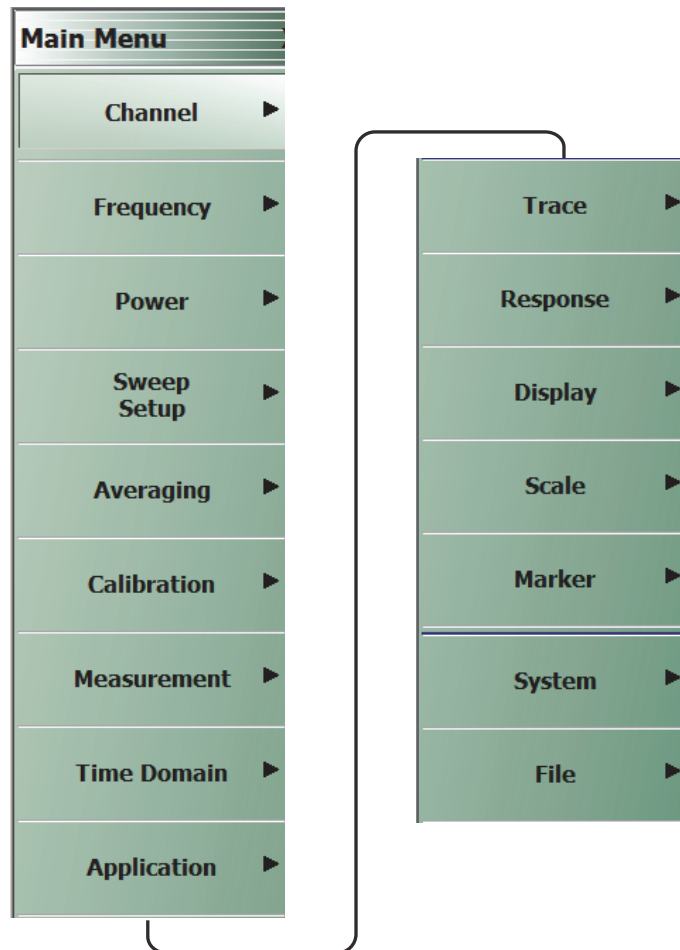 Main Menu
Channel
Frequency
Power
Sweep
Setup
Averaging
Calibration
Measurement
Time Domain
Application
Trace
Response
Display
Scale
Marker
System
File